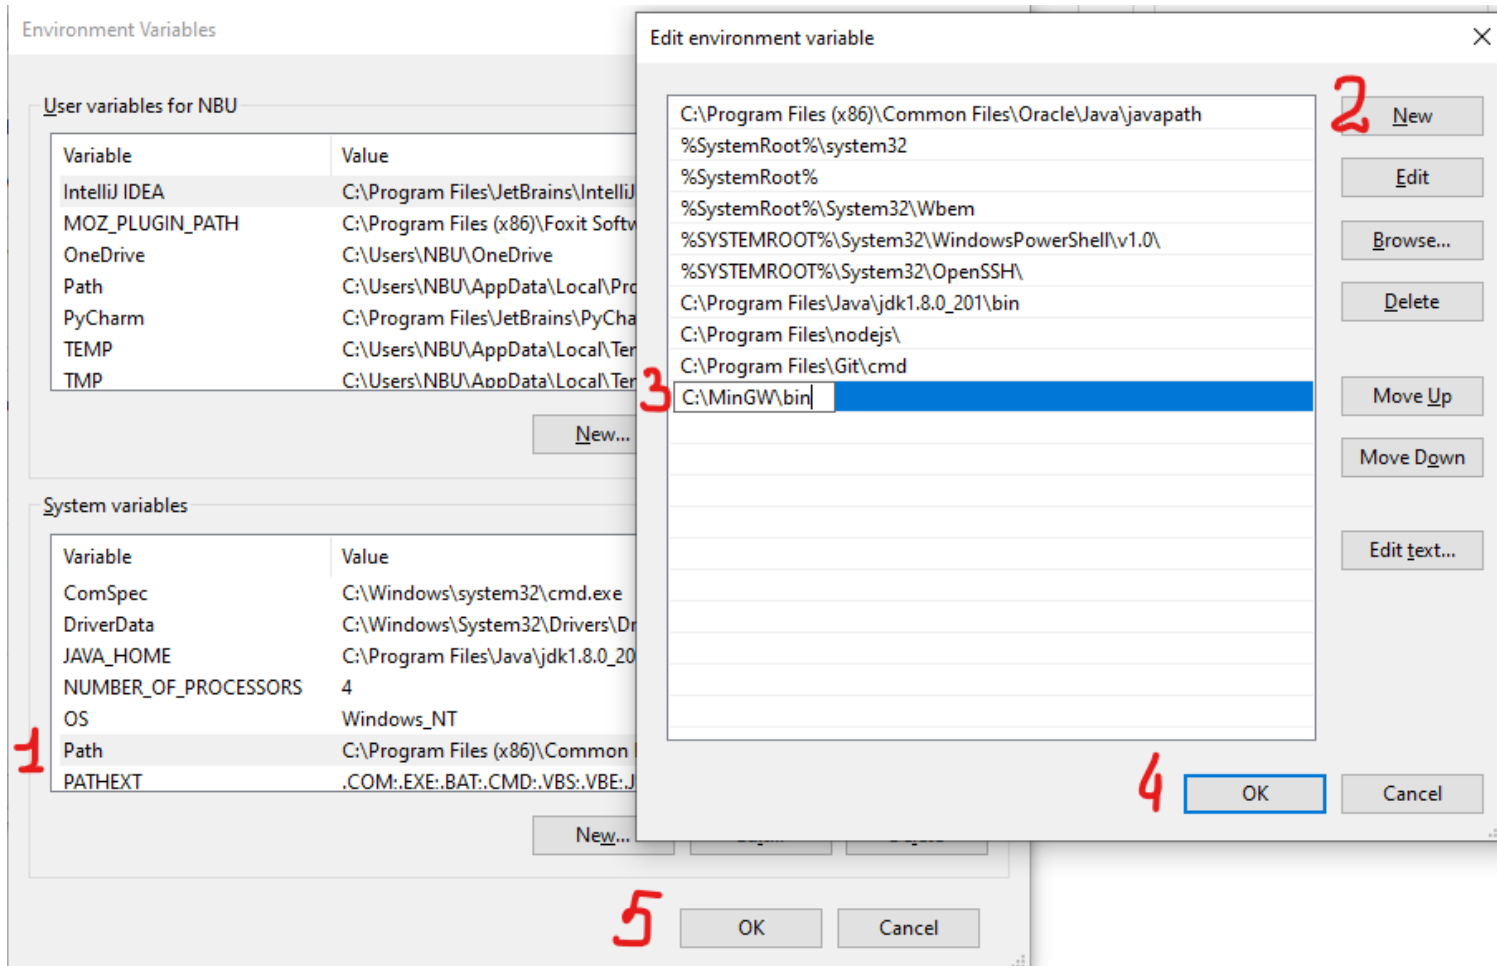 Environment Variables
User variables for NBU
Variable Value
IntelliJ IDEA C:\Program Files\JetBrains\IntelliJ
MOZ_PLUGIN_PATH C:\Program Files (x86)\Foxit Softw
OneDrive C:\Users\NBU\OneDrive
Path C:\Users\NBU\AppData\Local\Pro
PyCharm C:\Program Files\JetBrains\PyCha
TEMP C:\Users\NBU\AppData\Local\Ter
TMP C:\Users\NBU\AppData\Local\Ter
New...
System variables
Variable Value
ComSpec C:\Windows\system32\cmd.exe
DriverData C:\Windows\System32\Drivers\Dr
JAVA_HOME C:\Program Files\Java\jdk1.8.0_20
NUMBER_OF_PROCESSORS 4
OS Windows_NT
1 Path C:\Program Files (x86)\Common
PATHEXT .COM;.EXE;.BAT;.CMD;.VBS;.VBE;.J
New...
5 OK Cancel
Edit environment variable
C:\Program Files (x86)\Common Files\Oracle\Java\javapath
%SystemRoot%\system32
%SystemRoot%
%SystemRoot%\System32\Wbem
%SYSTEMROOT%\System32\WindowsPowerShell\v1.0\
%SYSTEMROOT%\System32\OpenSSH\
C:\Program Files\Java\jdk1.8.0_201\bin
C:\Program Files\nodejs\
C:\Program Files\Git\cmd
3 C:\MinGW\bin
2 New
Edit
Browse...
Delete
Move Up
Move Down
Edit text...
4 OK Cancel